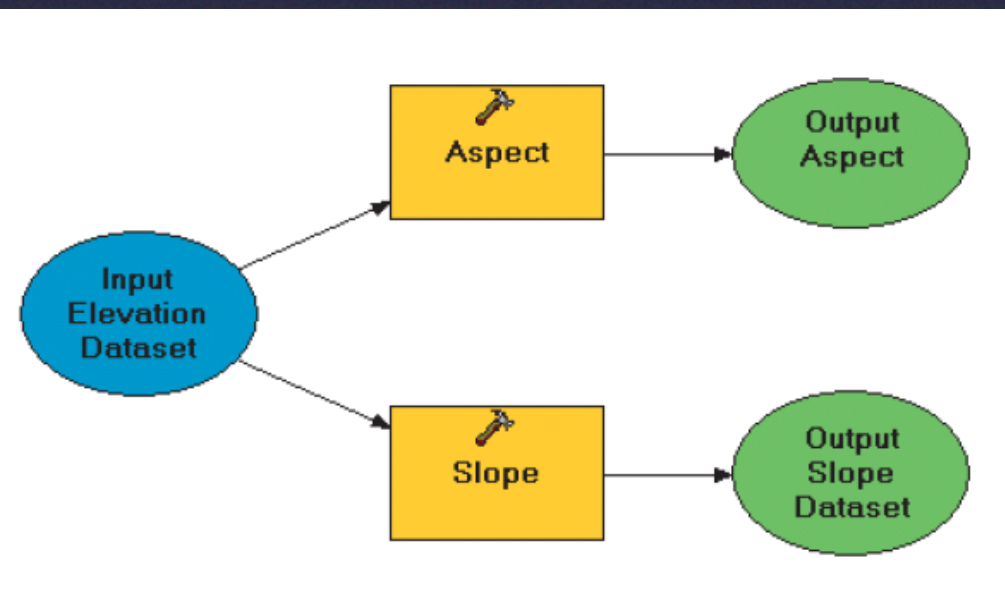 Aspect
Output
Aspect
Input
Elevation
Dataset
Slope
Output
Slope
Dataset